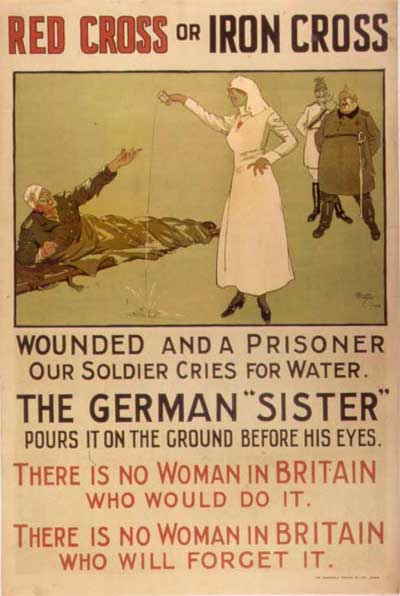 RED CROSS OR IRON CROSS
WOUNDED AND A PRISONER
OUR SOLDIER CRIES FOR WATER.
THE GERMAN "SISTER"
POURS IT ON THE GROUND BEFORE HIS EYES.
THERE IS NO WOMAN IN BRITAIN
WHO WOULD DO IT.
THERE IS NO WOMAN IN BRITAIN
WHO WILL FORGET IT.